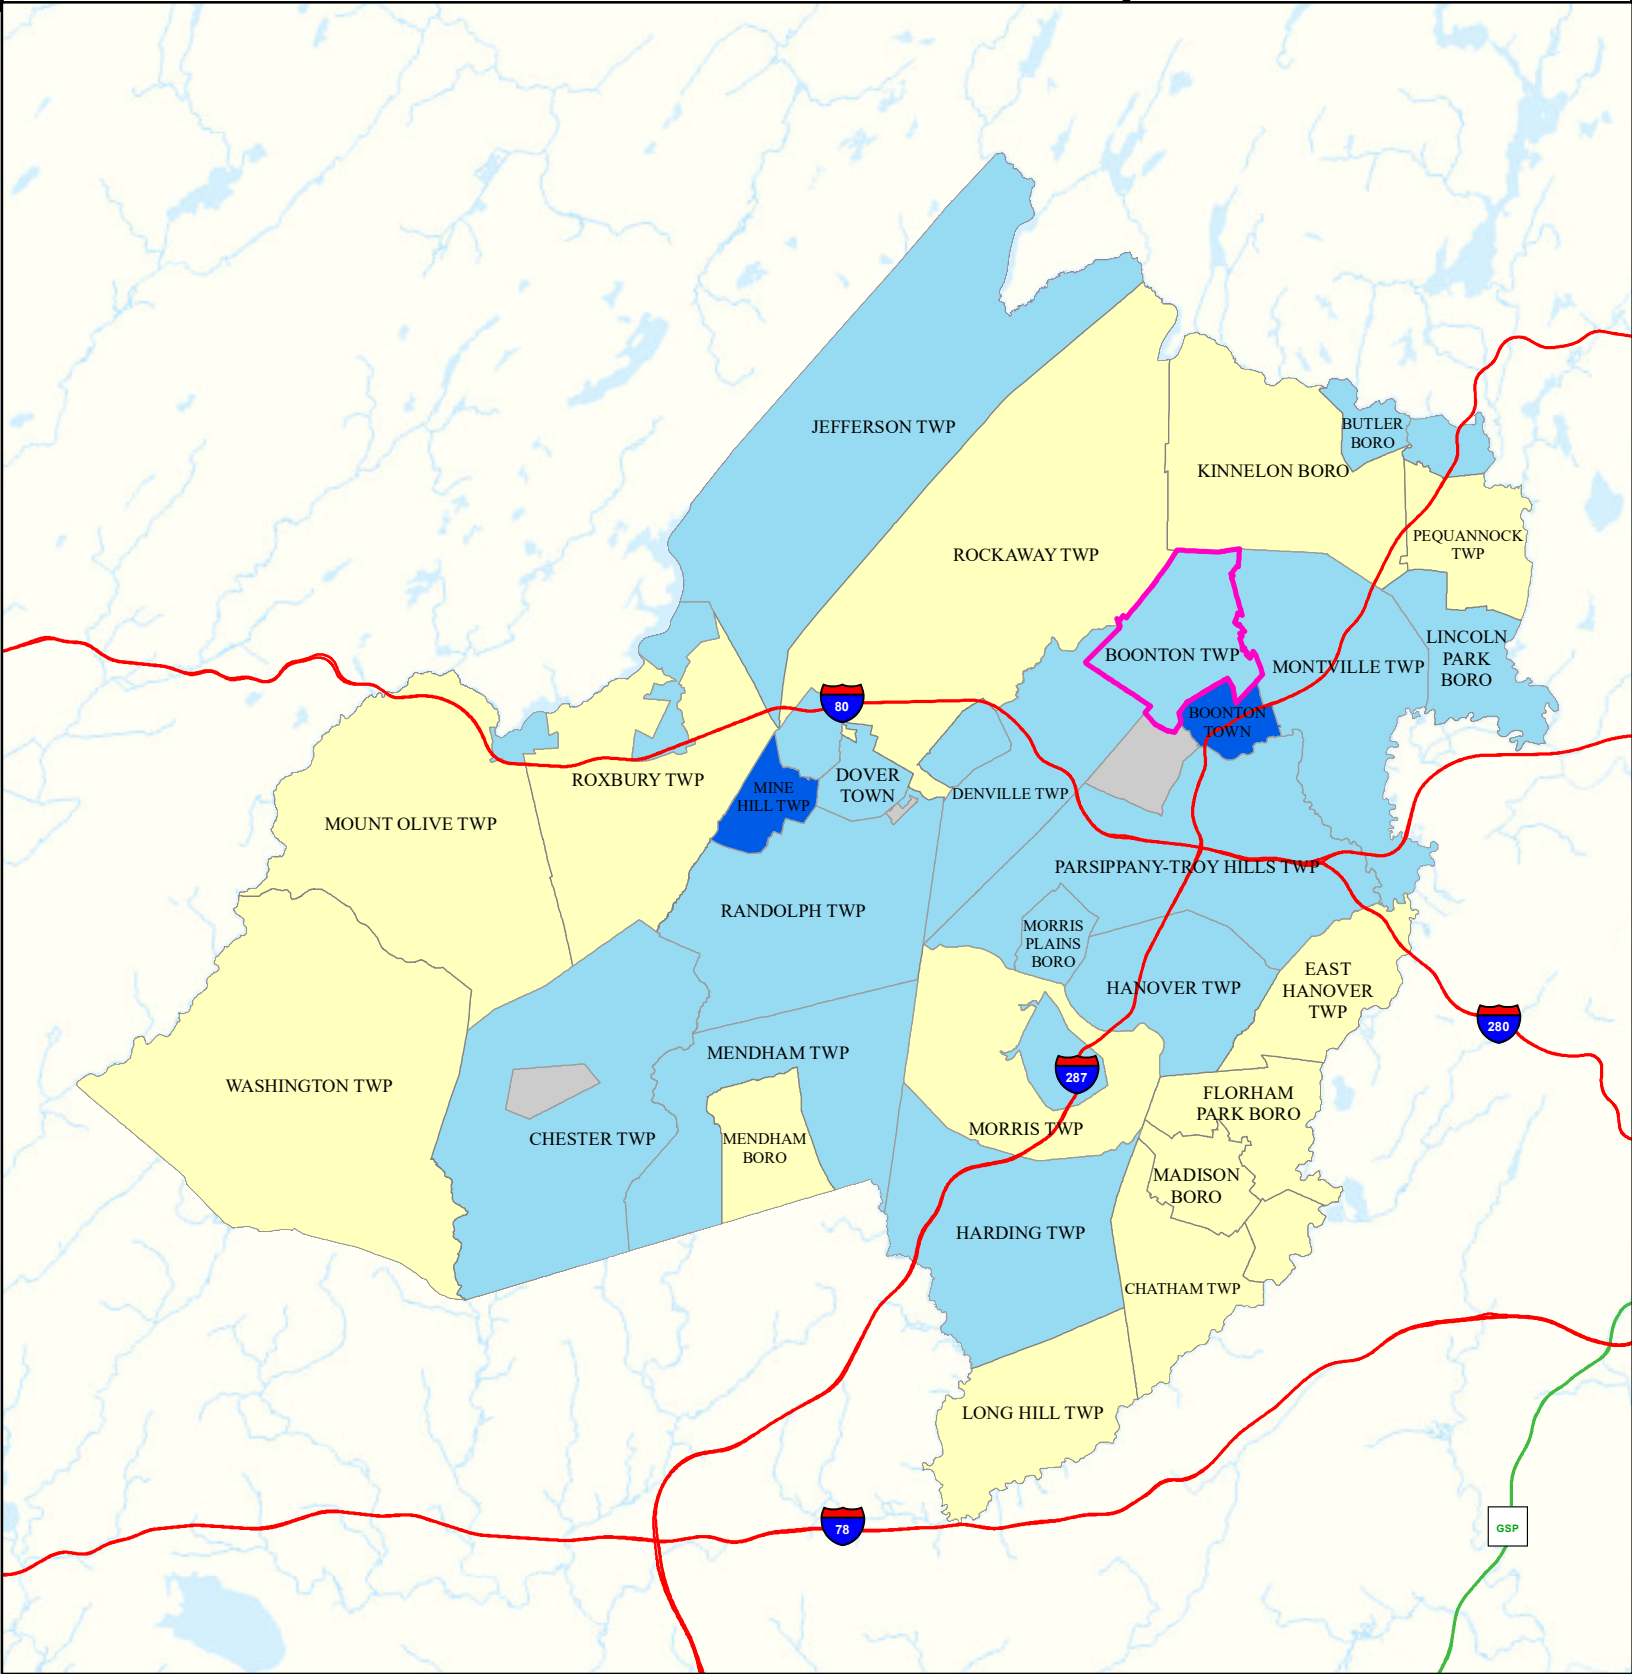 JEFFERSON TWP
BUTLER
BORO
KINNELON BORO
PEQUANNOCK
TWP
ROCKAWAY TWP
BOONTON TWP
MONTVILLE TWP
LINCOLN
PARK
BORO
80
BOONTON
TOWN
ROXBURY TWP
MINE
HILL TWP
DOVER
TOWN
DENVILLE TWP
MOUNT OLIVE TWP
PARSIPPANY-TROY HILLS TWP
RANDOLPH TWP
MORRIS
PLAINS
BORO
EAST
HANOVER
TWP
HANOVER TWP
280
MENDHAM TWP
287
WASHINGTON TWP
FLORHAM
PARK BORO
CHESTER TWP
MENDHAM
BORO
MORRIS TWP
MADISON
BORO
HARDING TWP
CHATHAM TWP
LONG HILL TWP
78
GSP